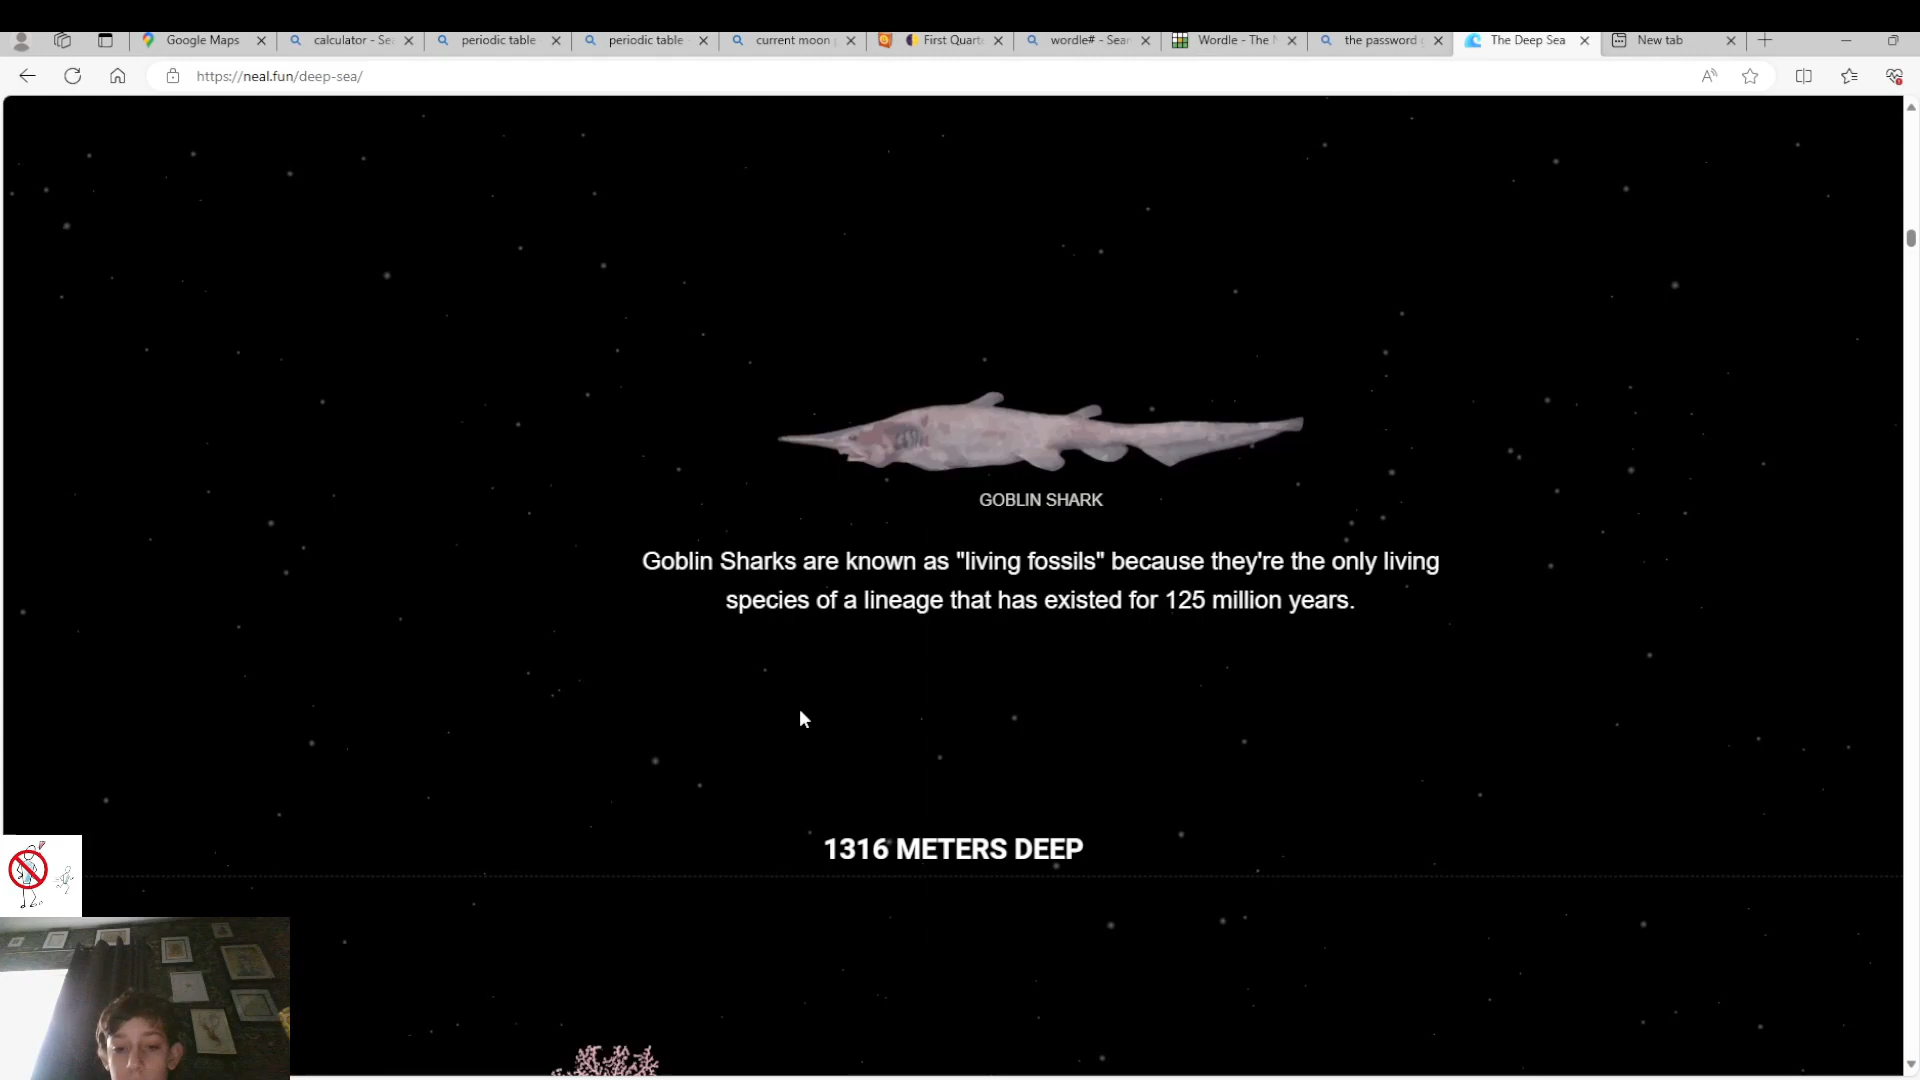 Google Maps
calculator - Se
periodic table
periodic table
current moon
First Quart
wordle# - Sear
Wordle - The N
the password
The Deep Sea
New tab
https://neal.fun/deep-sea/
GOBLIN SHARK
Goblin Sharks are known as "living fossils" because they're the only living
species of a lineage that has existed for 125 million years.
1316 METERS DEEP